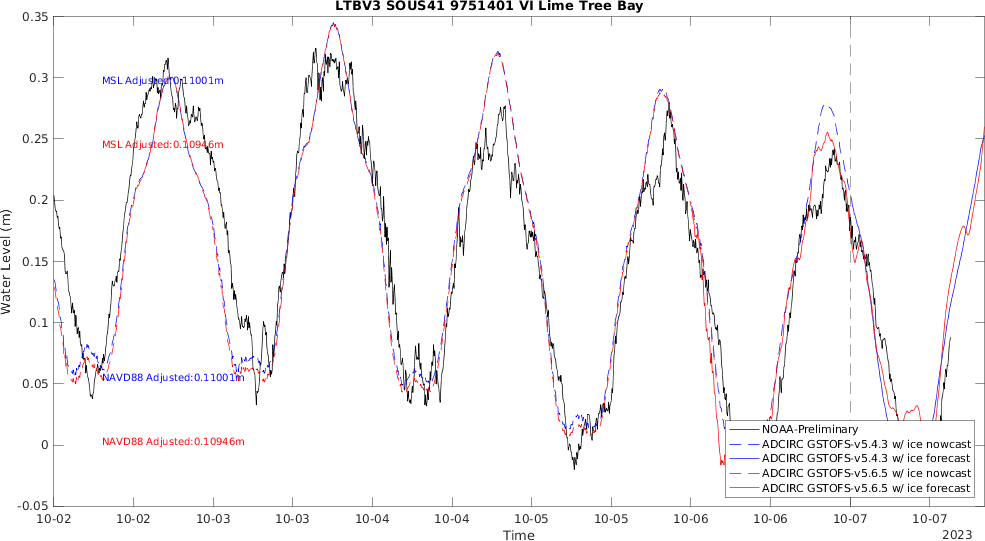 LTBV3 SOUS41 9751401 VI Lime Tree Bay
0.35
0.3
0.25
0.2
0.15
0.1
0.05
0
-0.05
Water Level (m)
MSL Adjusted:0.11001m
MSL Adjusted:0.10946m
NAVD88 Adjusted:0.11001m
NAVD88 Adjusted:0.10946m
NOAA-Preliminary
ADCIRC GSTOFS-v5.4.3 w/ ice nowcast
ADCIRC GSTOFS-v5.4.3 w/ ice forecast
ADCIRC GSTOFS-v5.6.5 w/ ice nowcast
ADCIRC GSTOFS-v5.6.5 w/ ice forecast
10-02 10-02 10-03 10-03 10-04 10-04 10-05 10-05 10-06 10-06 10-07 10-07
2023
Time